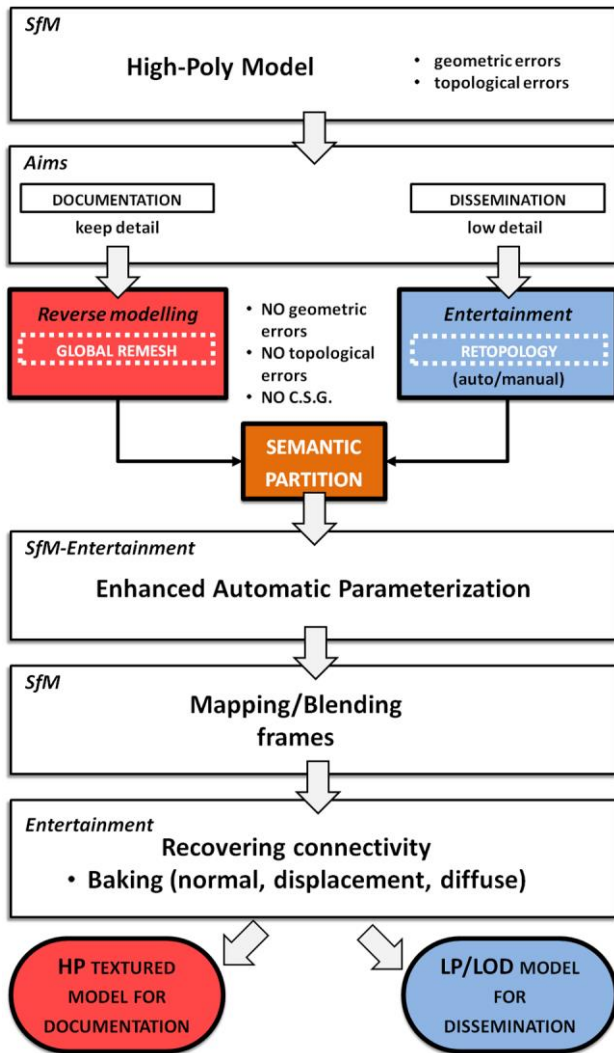 SfM
High-Poly Model
• geometric errors
• topological errors
Aims
DOCUMENTATION
keep detail
DISSEMINATION
low detail
Reverse modelling
GLOBAL REMESH
• NO geometric
errors
• NO topological
errors
• NO C.S.G.
Entertainment
RETOPOLOGY
(auto/manual)
SEMANTIC
PARTITION
SfM-Entertainment
Enhanced Automatic Parameterization
SfM
Mapping/Blending
frames
Entertainment
Recovering connectivity
• Baking (normal, displacement, diffuse)
HP TEXTURED
MODEL FOR
DOCUMENTATION
LP/LOD MODEL
FOR
DISSEMINATION